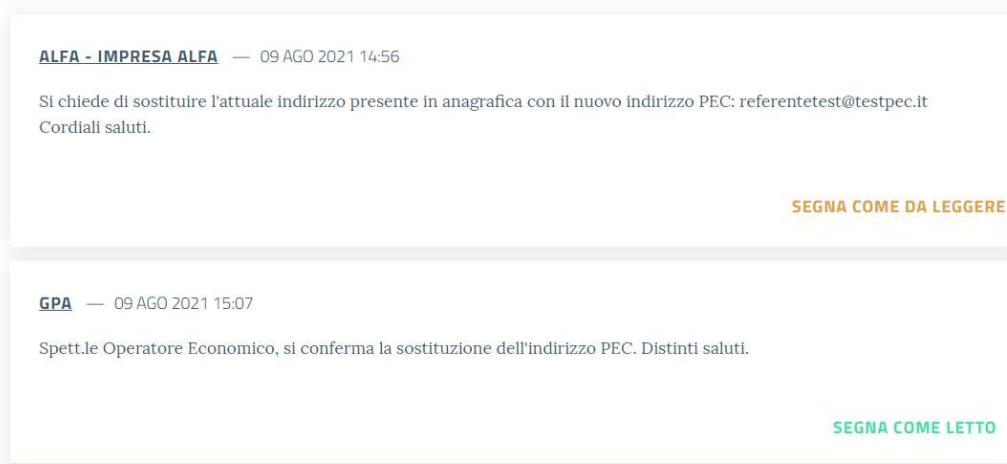 ALFA - IMPRESA ALFA — 09 AGO 2021 14:56
Si chiede di sostituire l'attuale indirizzo presente in anagrafica con il nuovo indirizzo PEC: referentetest@testpec.it
Cordiali saluti.
SEGNA COME DA LEGGERE
GPA — 09 AGO 2021 15:07
Spett.le Operatore Economico, si conferma la sostituzione dell'indirizzo PEC. Distinti saluti.
SEGNA COME LETTO